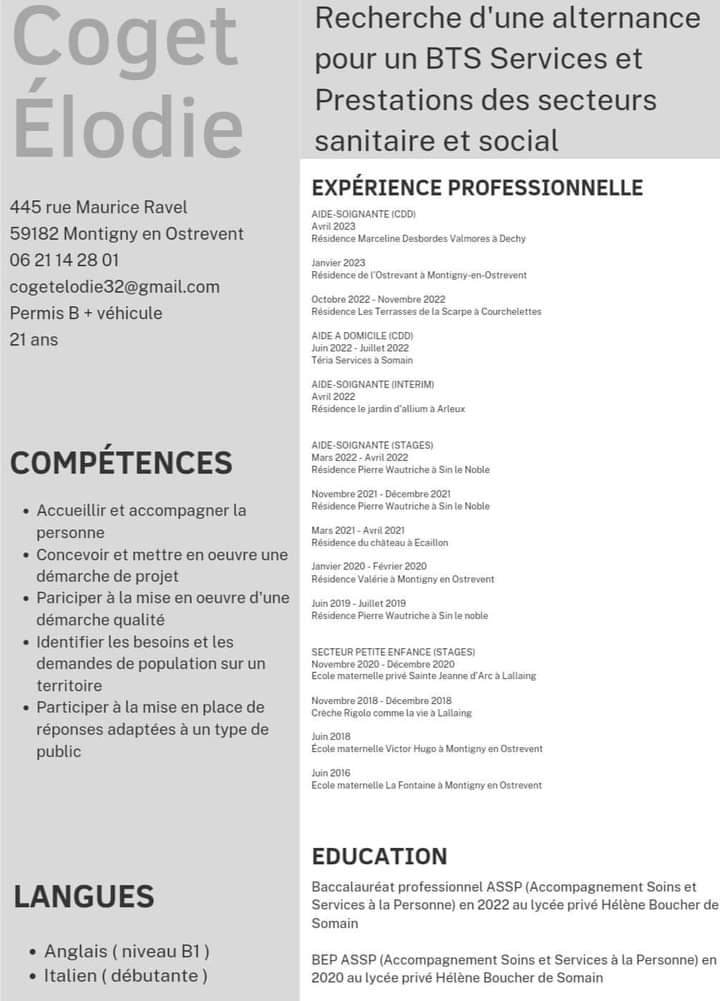 Coget
Élodie
445 rue Maurice Ravel
59182 Montigny en Ostrevent
06 21 14 28 01
cogetelodie32@gmail.com
Permis B + véhicule
21 ans
COMPÉTENCES
• Accueillir et accompagner la
personne
• Concevoir et mettre en oeuvre une
démarche de projet
• Pariciper à la mise en oeuvre d'une
démarche qualité
• Identifier les besoins et les
demandes de population sur un
territoire
• Participer à la mise en place de
réponses adaptées à un type de
public
LANGUES
• Anglais ( niveau B1 )
• Italien ( débutante )
Recherche d'une alternance
pour un BTS Services et
Prestations des secteurs
sanitaire et social
EXPÉRIENCE PROFESSIONNELLE
AIDE-SOIGNANTE (CDD)
Avril 2023
Résidence Marceline Desbordes Valmores à Dechy
Janvier 2023
Résidence de l'Ostrevant à Montigny-en-Ostrevent
Octobre 2022 - Novembre 2022
Résidence Les Terrasses de la Scarpe à Courchelettes
AIDE A DOMICILE (CDD)
Juin 2022 - Juillet 2022
Téria Services à Somain
AIDE-SOIGNANTE (INTERIM)
Avril 2022
Résidence le jardin d'allium à Arleux
AIDE-SOIGNANTE (STAGES)
Mars 2022 - Avril 2022
Résidence Pierre Wautriche à Sin le Noble
Novembre 2021 - Décembre 2021
Résidence Pierre Wautriche à Sin le Noble
Mars 2021 - Avril 2021
Résidence du château à Ecaillon
Janvier 2020 - Février 2020
Résidence Valérie à Montigny en Ostrevent
Juin 2019 - Juillet 2019
Résidence Pierre Wautriche à Sin le noble
SECTEUR PETITE ENFANCE (STAGES)
Novembre 2020 - Décembre 2020
Ecole maternelle privé Sainte Jeanne d'Arc à Lallaing
Novembre 2018 - Décembre 2018
Crèche Rigolo comme la vie à Lallaing
Juin 2018
École maternelle Victor Hugo à Montigny en Ostrevent
Juin 2016
Ecole maternelle La Fontaine à Montigny en Ostrevent
EDUCATION
Baccalauréat professionnel ASSP (Accompagnement Soins et
Services à la Personne) en 2022 au lycée privé Hélène Boucher de
Somain
BEP ASSP (Accompagnement Soins et Services à la Personne) en
2020 au lycée privé Hélène Boucher de Somain